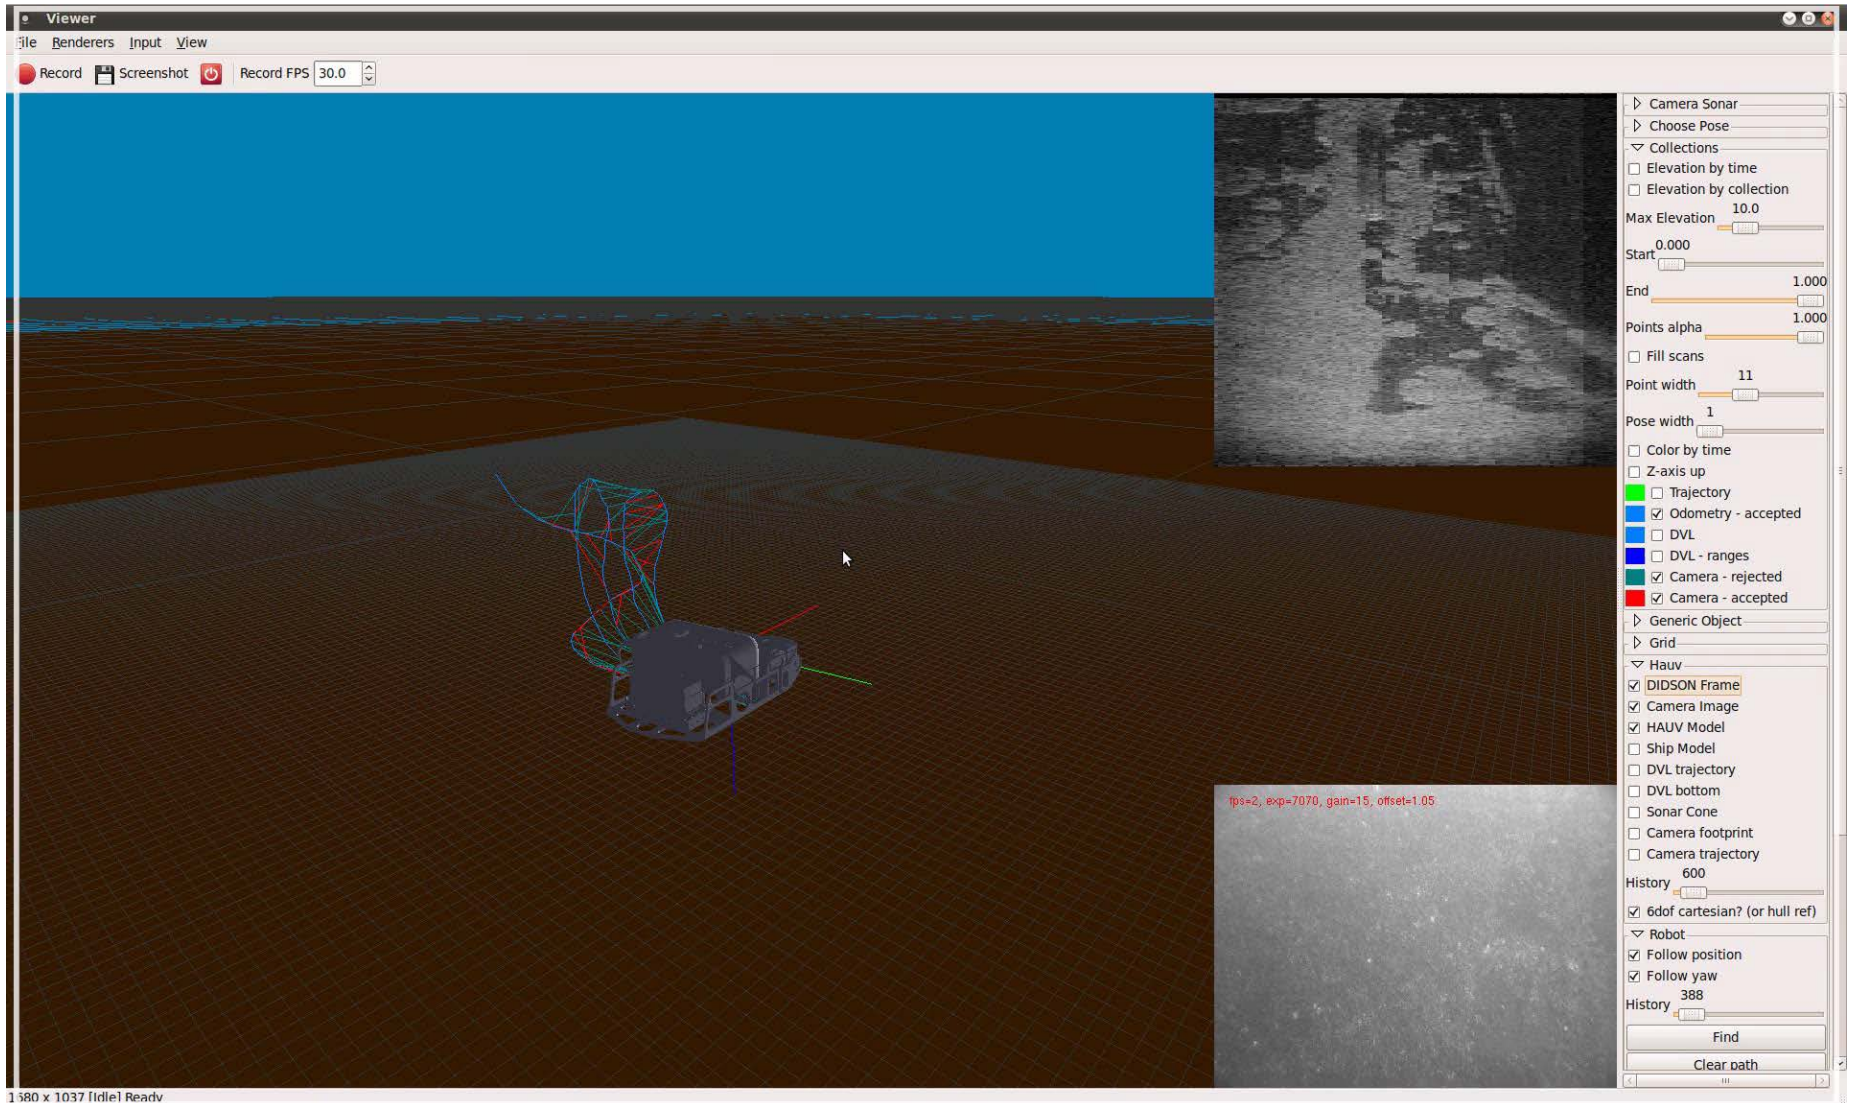 Viewer
File Renderers Input View
Record Screenshot Record FPS 30.0
Camera Sonar
Choose Pose
Collections
Elevation by time
Elevation by collection
Max Elevation 10.0
Start 0.000
End 1.000
Points alpha 1.000
Fill scans
Point width 11
Pose width 1
Color by time
Z-axis up
Trajectory
Odometry - accepted
DVL
DVL - ranges
Camera - rejected
Camera - accepted
Generic Object
Grid
Hauv
DIDSON Frame
Camera Image
HAUV Model
Ship Model
DVL trajectory
DVL bottom
Sonar Cone
Camera footprint
Camera trajectory
History 600
6dof cartesian? (or hull ref)
Robot
Follow position
Follow yaw
History 388
Find
Clear path
fps=2, exp=7070, gain=15, offset=1.05
1680 x 1037 [Idle] Ready